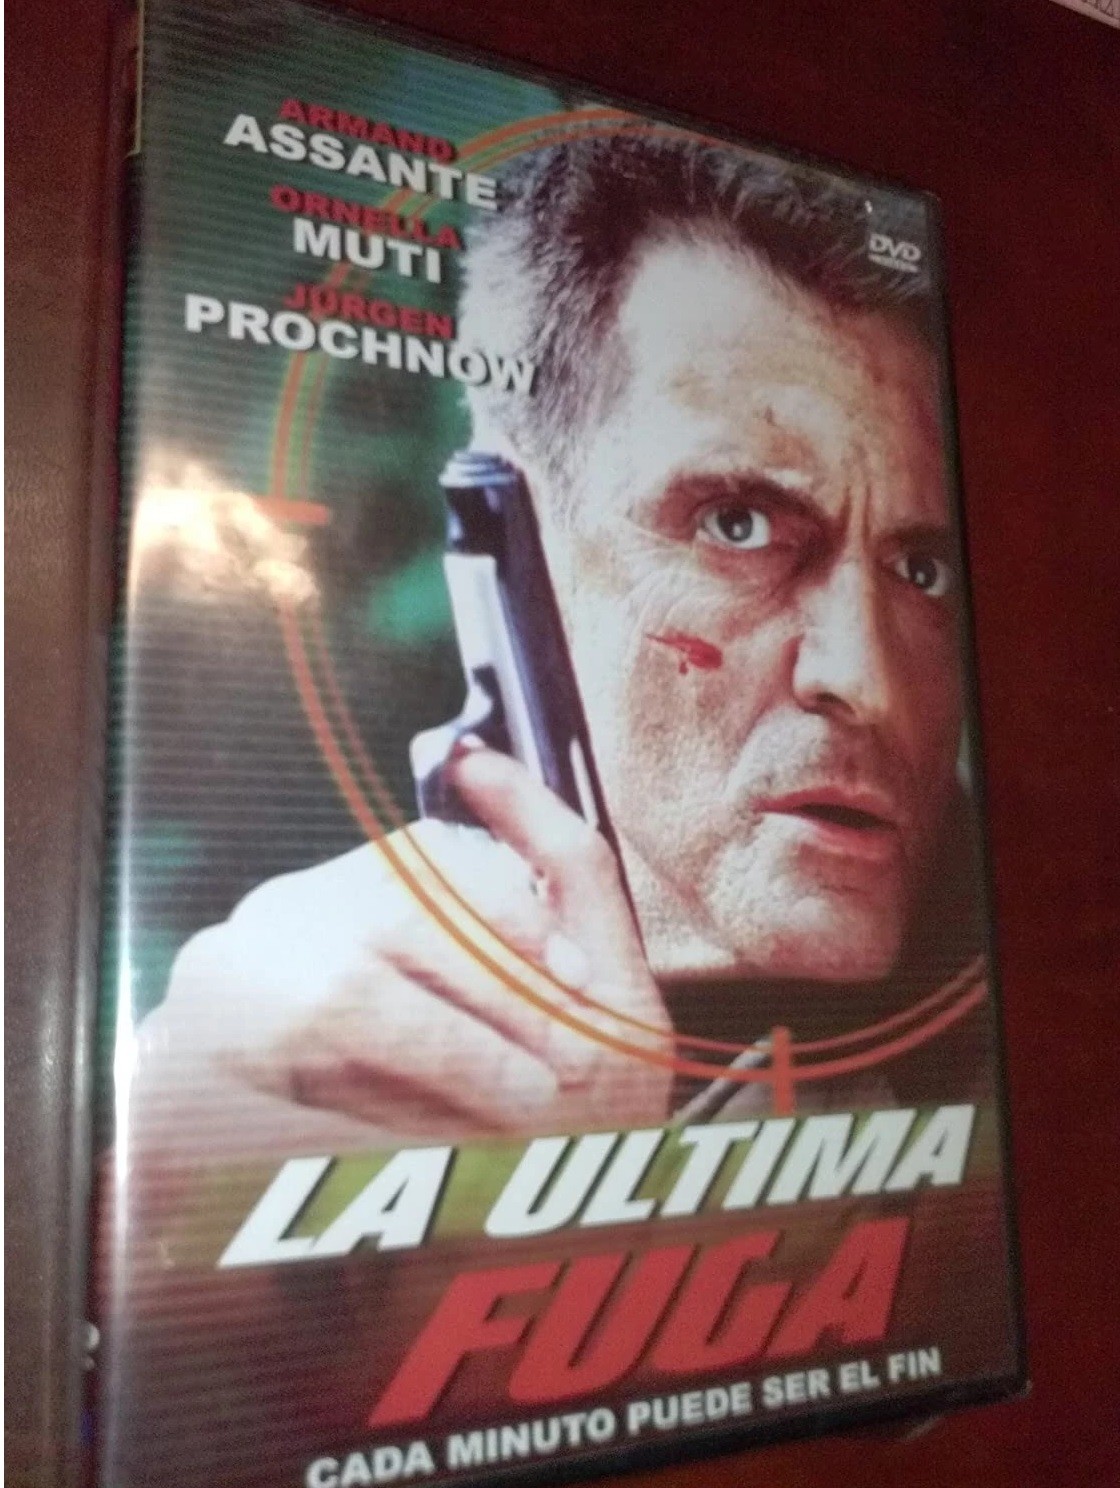 ARMAND
ASSANTE
ORNELLA
MUTI
JÜRGEN
PROCHNOW
DVD
LA ULTIMA
FUGA
CADA MINUTO PUEDE SER EL FIN